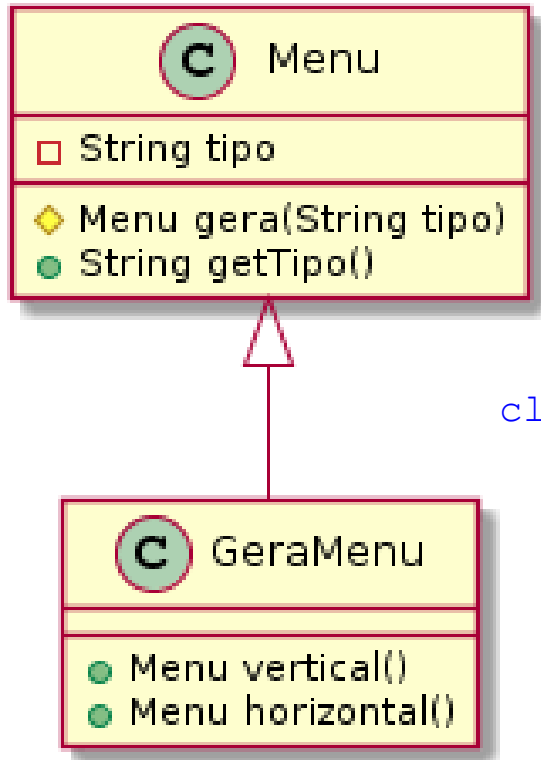 C Menu
String tipo
Menu gera(String tipo)
String getTipo()
cl
C GeraMenu
Menu vertical()
Menu horizontal()